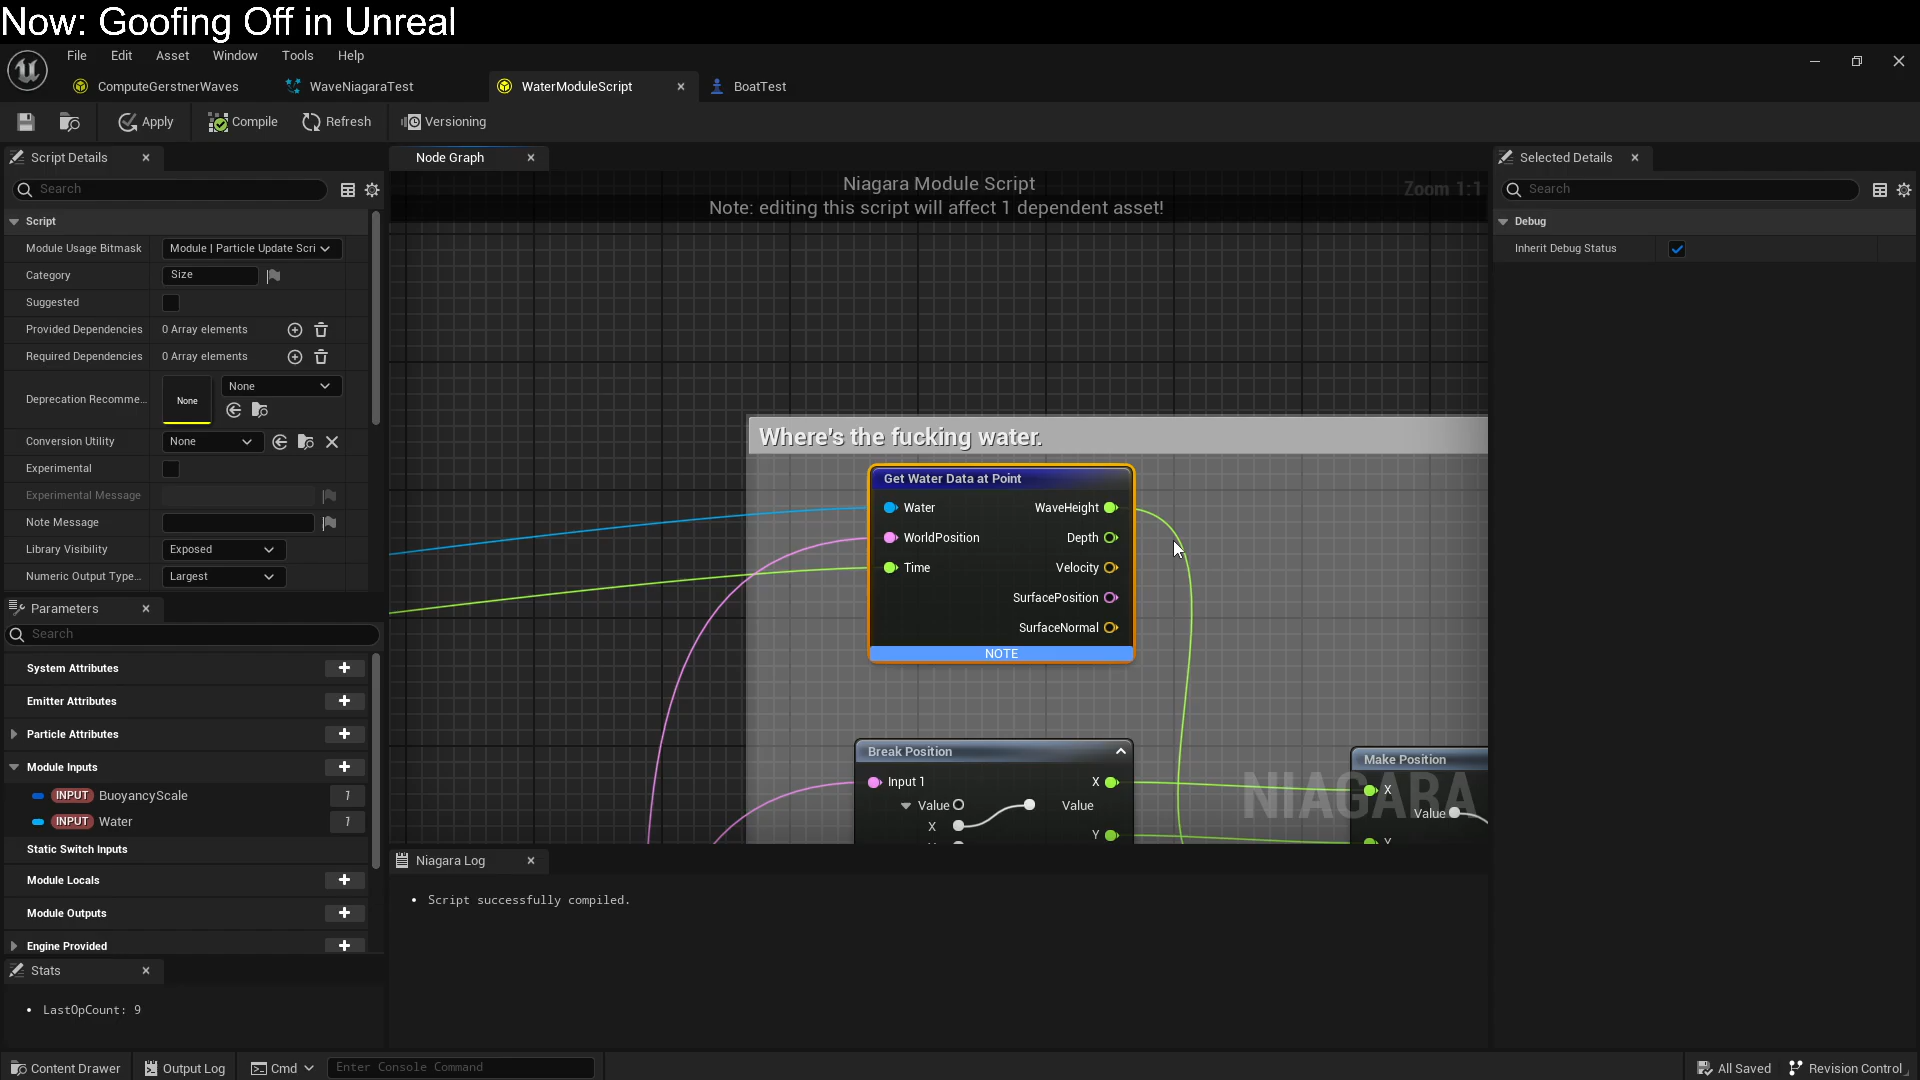 Now: Goofing Off in Unreal
File Edit Asset Window Tools Help
ComputeGerstnerWaves WaveNiagaraTest WaterModuleScript BoatTest
Apply Compile Refresh Versioning
Script Details
Search
Script
Module Usage Bitmask Module | Particle Update Scri
Category Size
Suggested
Provided Dependencies 0 Array elements
Required Dependencies 0 Array elements
Deprecation Recomme... None None
Conversion Utility None
Experimental
Experimental Message
Note Message
Library Visibility Exposed
Numeric Output Type... Largest
Parameters
Search
System Attributes
Emitter Attributes
Particle Attributes
Module Inputs
INPUT BuoyancyScale 1
INPUT Water 1
Static Switch Inputs
Module Locals
Module Outputs
Engine Provided
Stats
LastOpCount: 9
Node Graph
Niagara Module Script
Note: editing this script will affect 1 dependent asset!
Zoom 1:1
Where's the fucking water.
Get Water Data at Point
Water WaveHeight
WorldPosition Depth
Time Velocity
SurfacePosition
SurfaceNormal
NOTE
Break Position
Input 1 X
Value Value
X
Y
Make Position
X
Value
Y
NIAGARA
Niagara Log
Script successfully compiled.
Selected Details
Search
Debug
Inherit Debug Status
Content Drawer Output Log Cmd Enter Console Command All Saved Revision Control